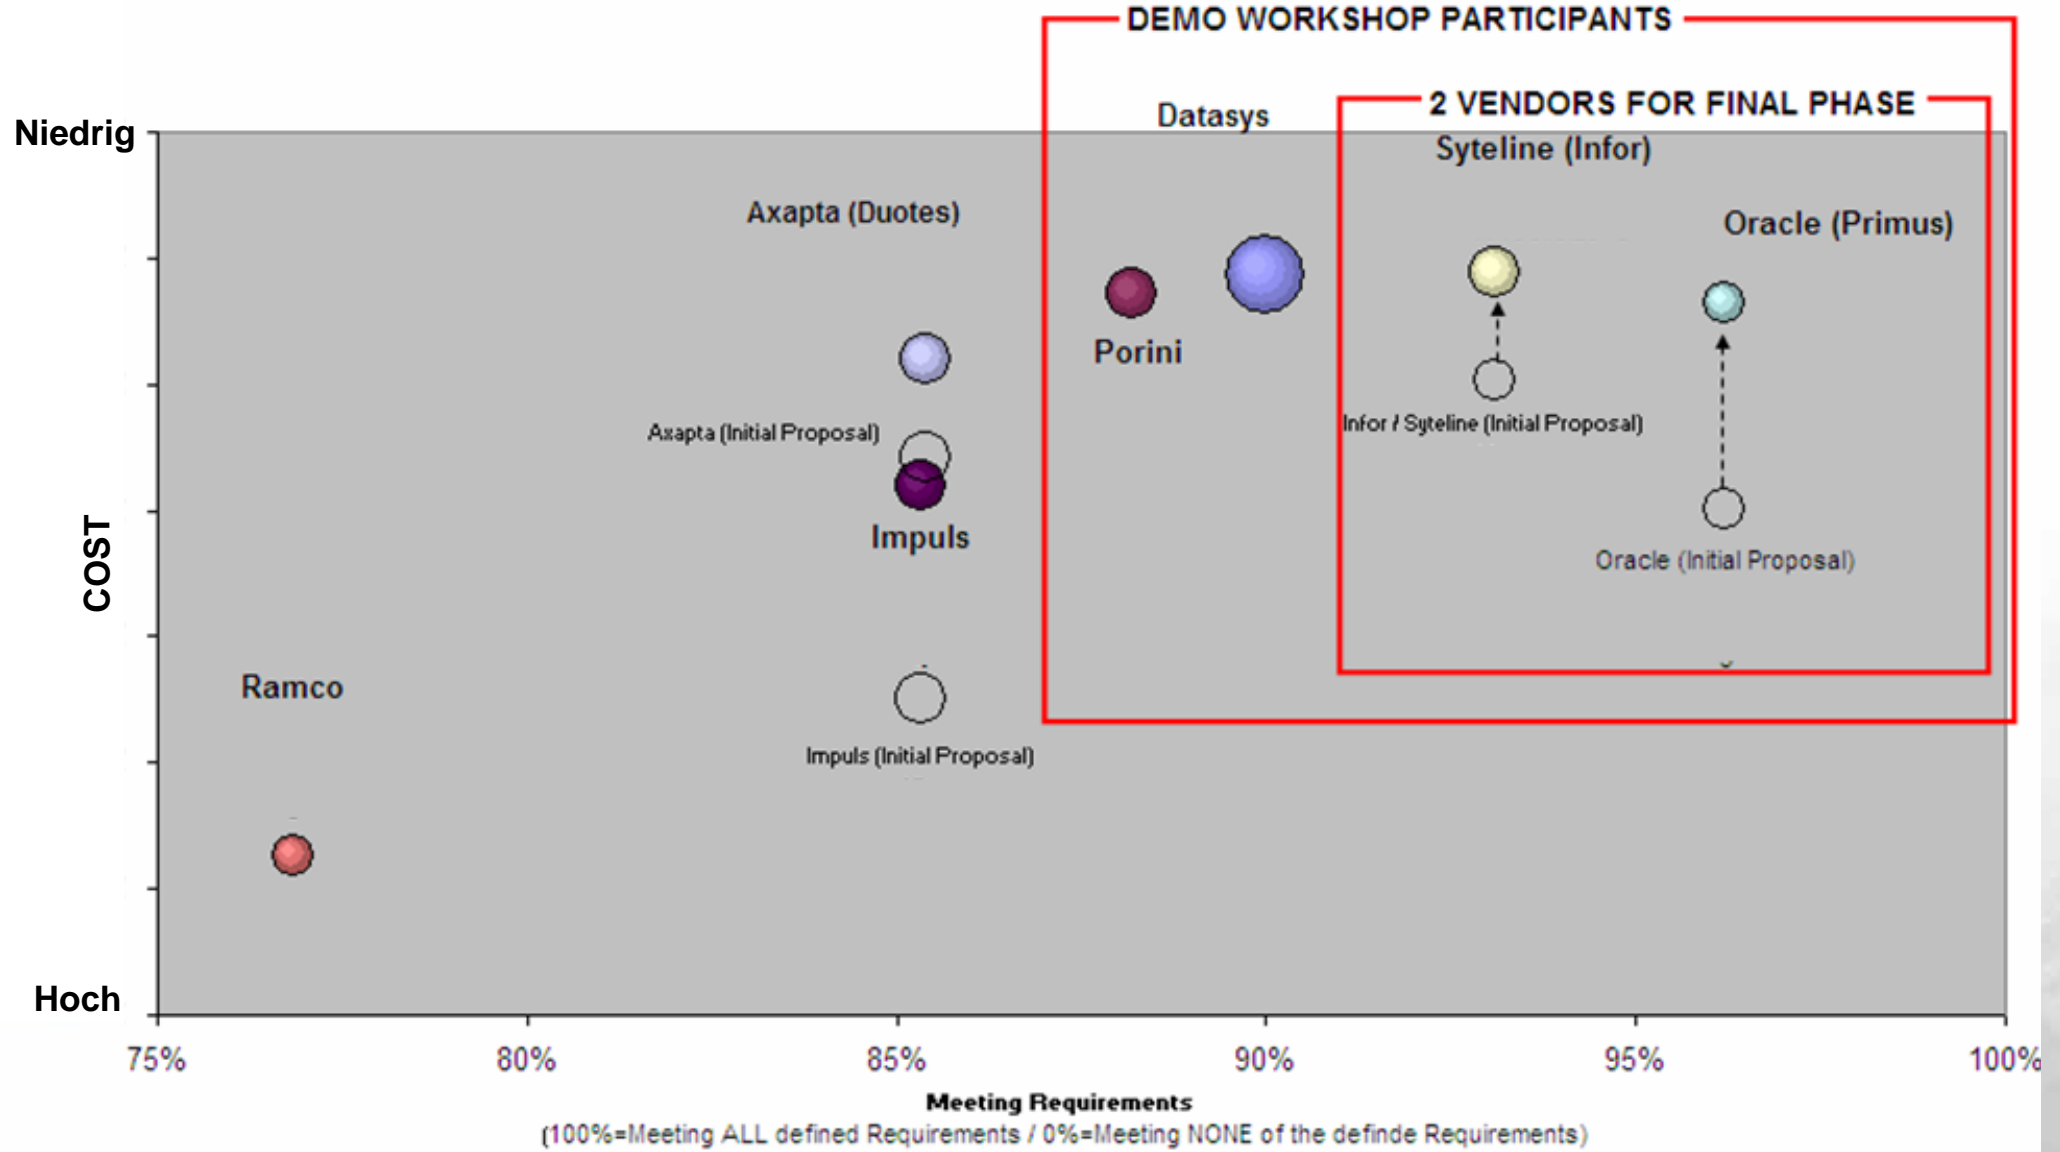 DEMO WORKSHOP PARTICIPANTS
2 VENDORS FOR FINAL PHASE
Datasys
Niedrig
Syteline (Infor)
Axapta (Duotes)
Oracle (Primus)
Porini
Axapta (Initial Proposal)
Infor / Syteline (Initial Proposal)
Impuls
Oracle (Initial Proposal)
COST
Ramco
Impuls (Initial Proposal)
Hoch
75% 80% 85% 90% 95% 100%
Meeting Requirements
(100%=Meeting ALL defined Requirements / 0%=Meeting NONE of the definde Requirements)